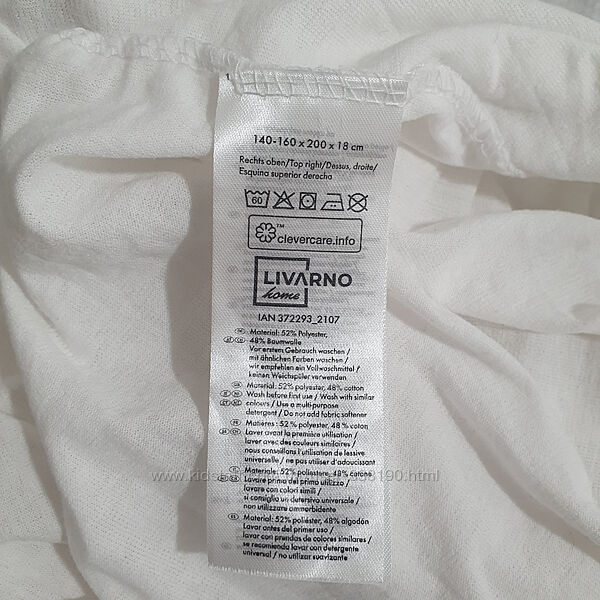 140-160 x 200 x 18 cm
Rechts oben/Top right/Dessus, droite/
Esquina superior derecha
60
™
clevercare.info
LIVARNO
home
IAN 372293_2107
Material: 52% Polyester,
48% Baumwolle
Vor erstem Gebrauch waschen /
mit ähnlichen Farben waschen /
wir empfehlen ein Vollwaschmittel /
keinen Weichspüler verwenden
Material: 52% polyester, 48% cotton
Wash before first use / Wash with similar
colours / Use a multi-purpose
detergent / Do not add fabric softener
Matières : 52 % polyester, 48 % coton
Laver avant la première utilisation /
laver avec des couleurs similaires /
nous conseillons l'utilisation de lessive
universelle / ne pas utiliser d'adoucissant
Materiale: 52% poliestere, 48% cotone
Lavare prima del primo utilizzo /
lavare con colori simili /
si consiglia un detersivo universale /
non utilizzare ammorbidente
Material: 52% poliéster, 48% algodón
Lavar antes del primer uso /
lavar con prendas de colores similares /
se recomienda lavar con detergente
universal / no utilizar suavizante